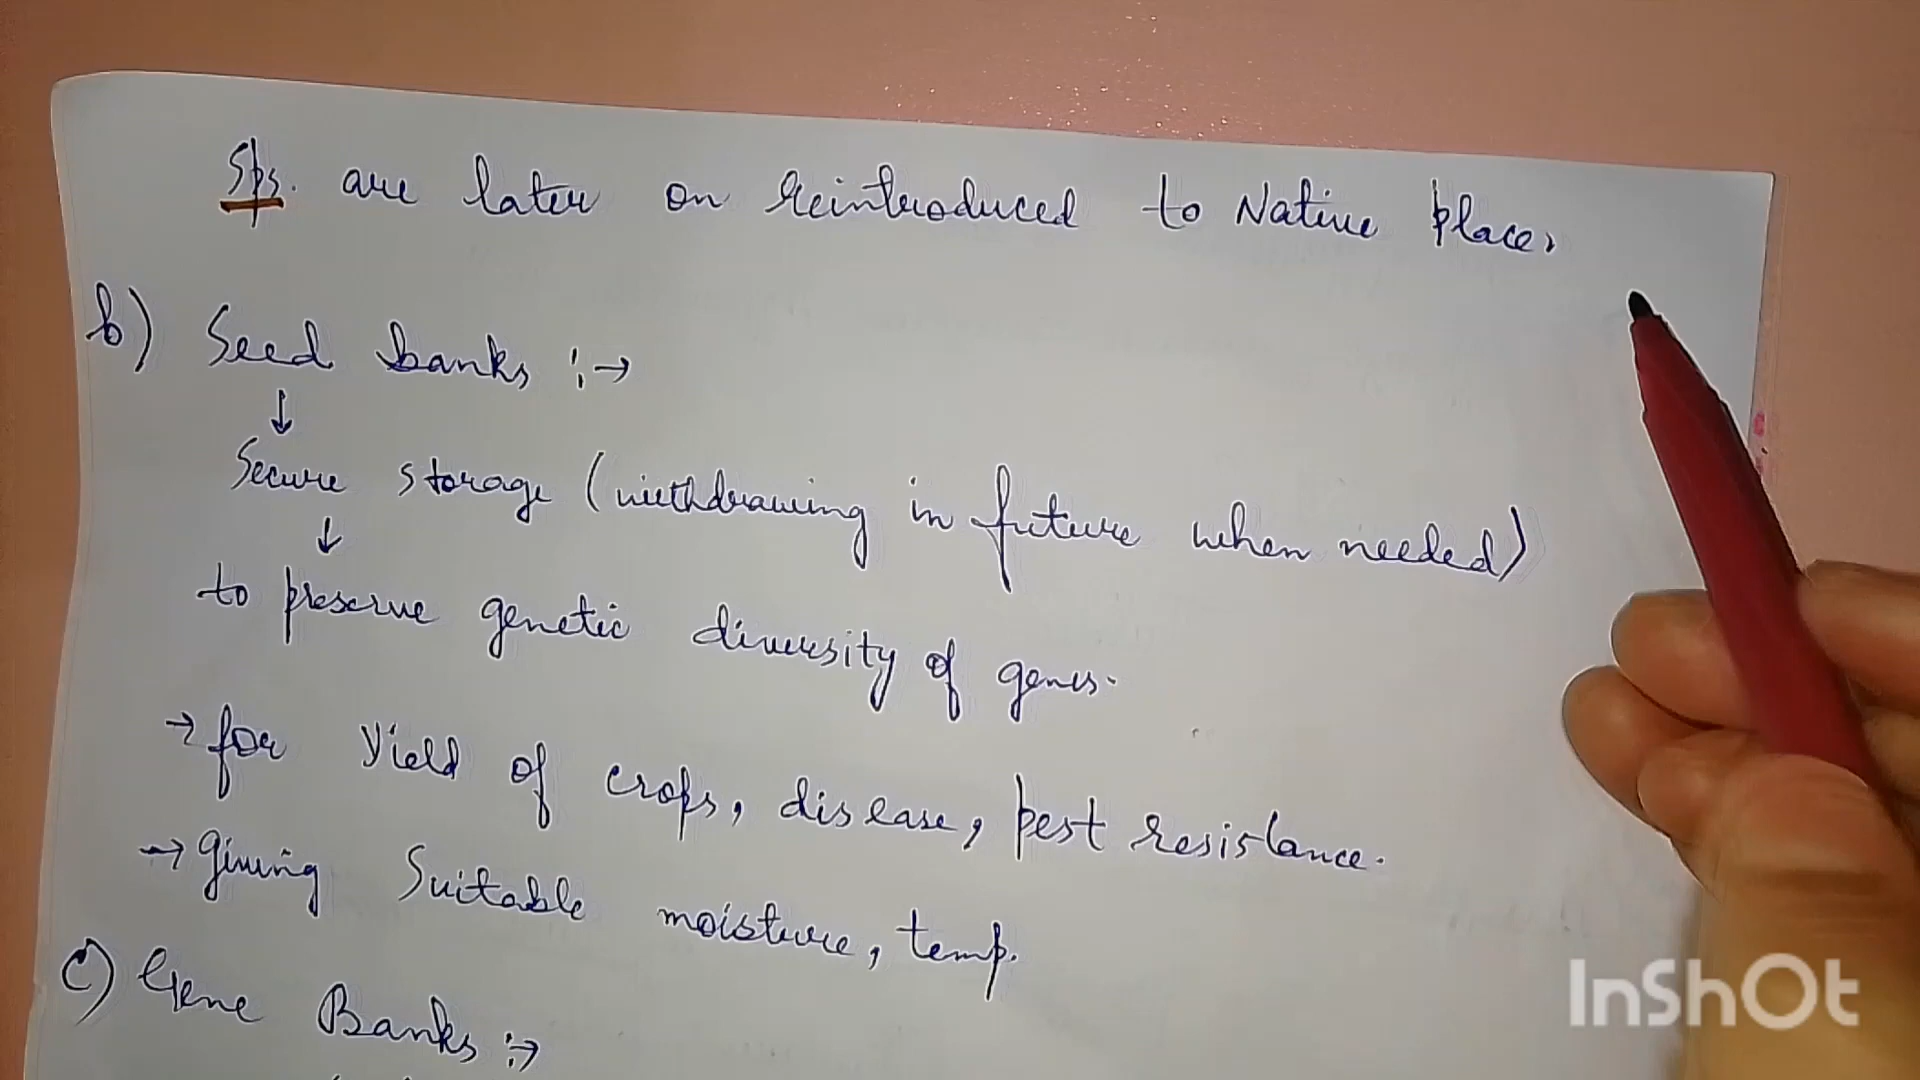 Sps. are later on reintroduced to Native place.
b) Seed banks :→
↓
Secure storage (withdrawing in future when needed)
↓
to preserve genetic diversity of genes.
→ for Yield of crops, disease, pest resistance.
→ Giving Suitable moisture, temp.
c) Gene Banks :→
InShOt